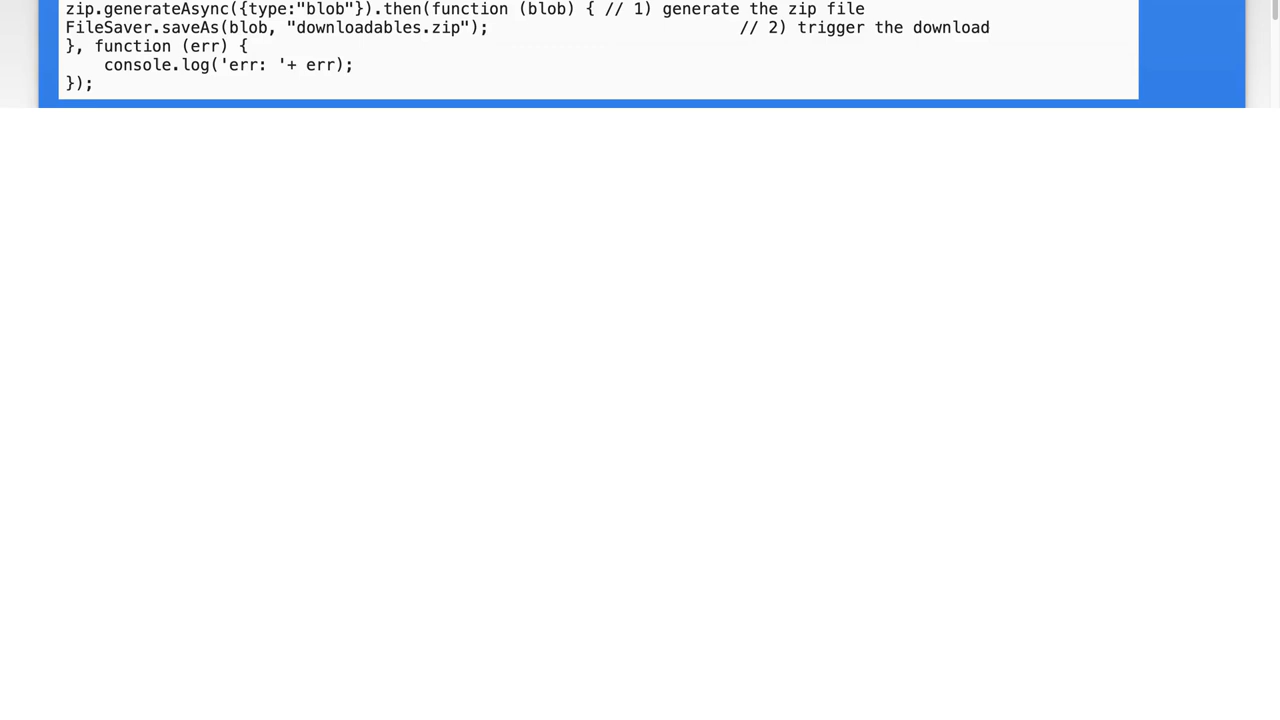 zip.generateAsync({type:"blob"}).then(function (blob) { // 1) generate the zip file
FileSaver.saveAs(blob, "downloadables.zip");                          // 2) trigger the download
}, function (err) {
    console.log('err: '+ err);
});